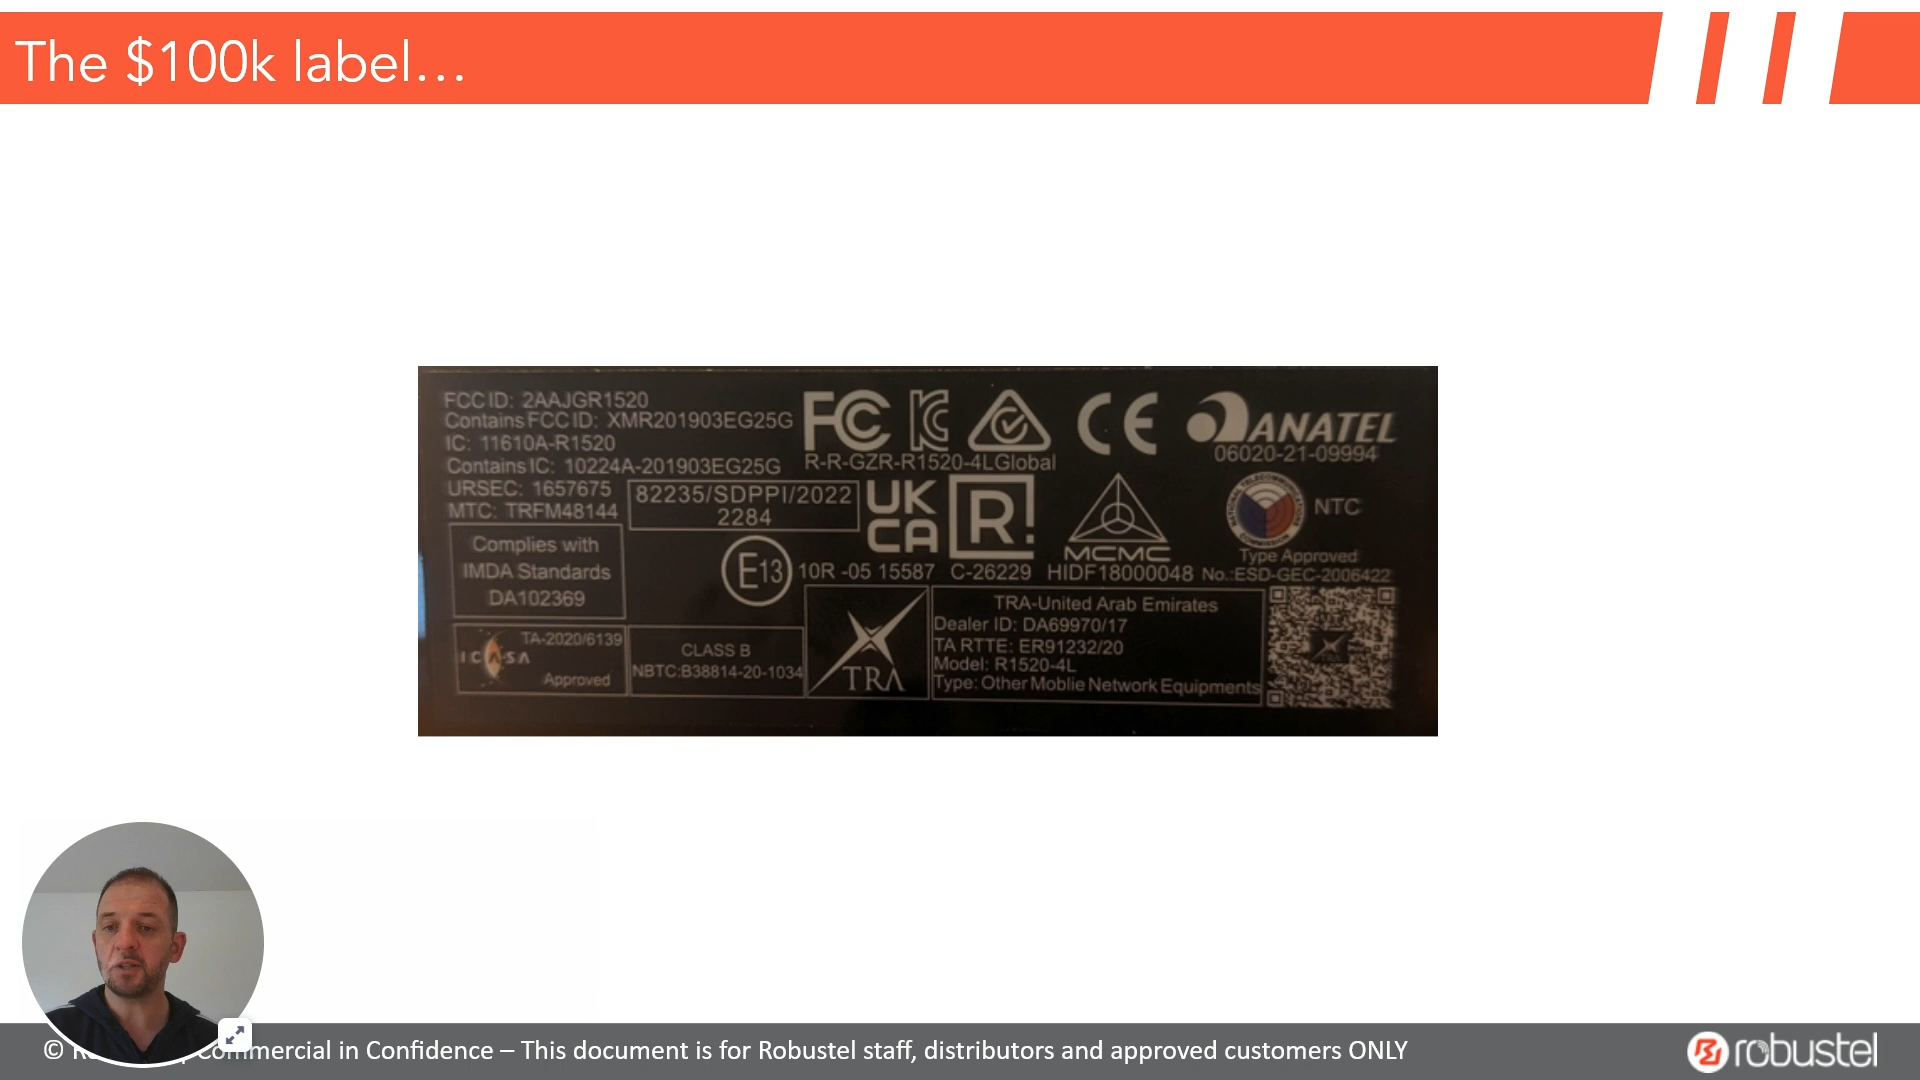 The $100k label…
FCC ID: 2AAJGR1520
Contains FCC ID: XMR201903EG25G
IC: 11610A-R1520
Contains IC: 10224A-201903EG25G
URSEC: 1657675
MTC: TRFM48144
FC
R-R-GZR-R1520-4LGlobal
CE
ANATEL
06020-21-09994
82235/SDPPI/2022
2284
UK
CA
R!
MCMC
NTC
Type Approved
Complies with
IMDA Standards
DA102369
E13
10R -05 15587
C-26229
HIDF18000048
No.:ESD-GEC-2006422
ICASA
TA-2020/6139
Approved
CLASS B
NBTC:B38814-20-1034
TRA
TRA-United Arab Emirates
Dealer ID: DA69970/17
TA RTTE: ER91232/20
Model: R1520-4L
Type: Other Moblie Network Equipments
© Commercial in Confidence – This document is for Robustel staff, distributors and approved customers ONLY
robustel